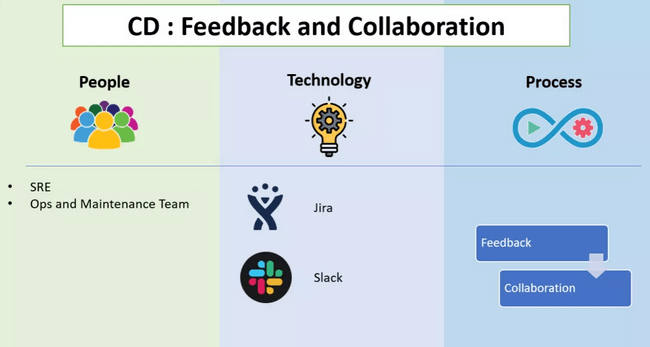 CD : Feedback and Collaboration
People
Technology
Process
• SRE
• Ops and Maintenance Team
Jira
Slack
Feedback
Collaboration